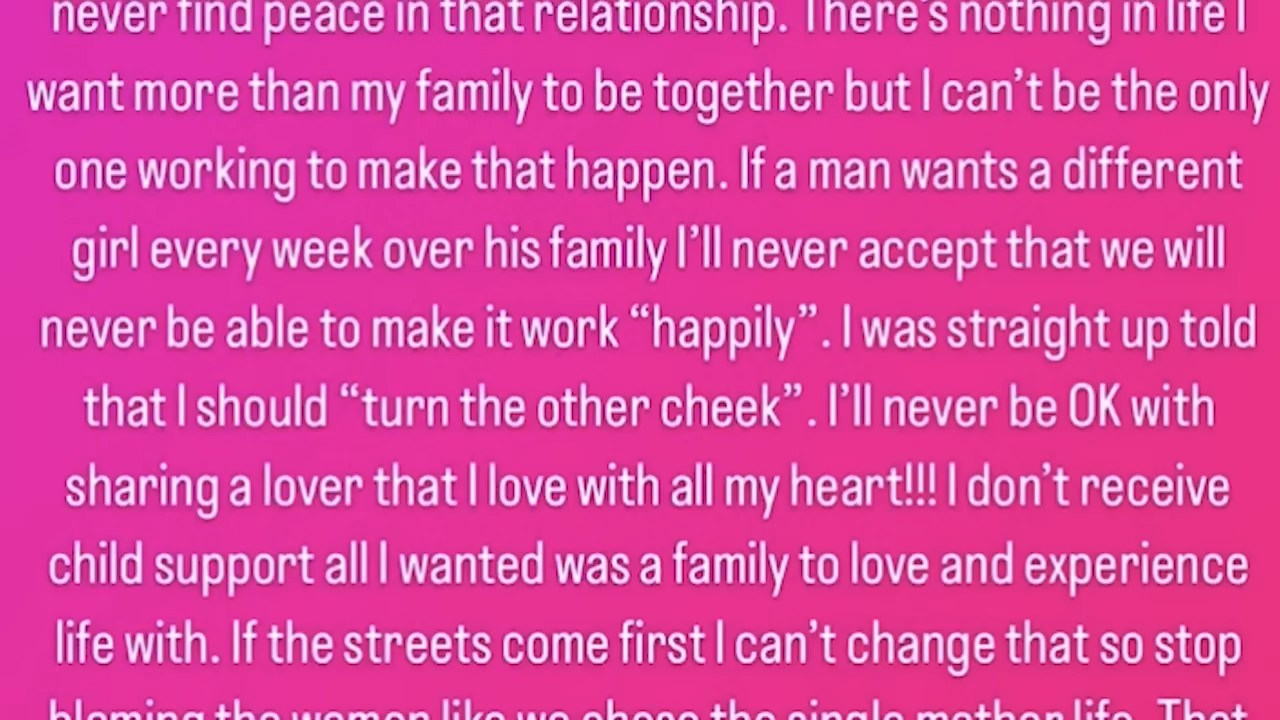 never find peace in that relationship. There's nothing in life I
want more than my family to be together but I can't be the only
one working to make that happen. If a man wants a different
girl every week over his family I'll never accept that we will
never be able to make it work “happily”. I was straight up told
that I should “turn the other cheek”. I'll never be OK with
sharing a lover that I love with all my heart!!! I don't receive
child support all I wanted was a family to love and experience
life with. If the streets come first I can't change that so stop
blaming the women like we chose the single mother life. That